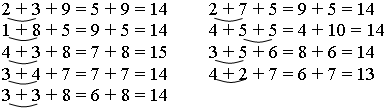 2 + 3 + 9 = 5 + 9 = 14
1 + 8 + 5 = 9 + 5 = 14
4 + 3 + 8 = 7 + 8 = 15
3 + 4 + 7 = 7 + 7 = 14
3 + 3 + 8 = 6 + 8 = 14
2 + 7 + 5 = 9 + 5 = 14
4 + 5 + 5 = 4 + 10 = 14
3 + 5 + 6 = 8 + 6 = 14
4 + 2 + 7 = 6 + 7 = 13